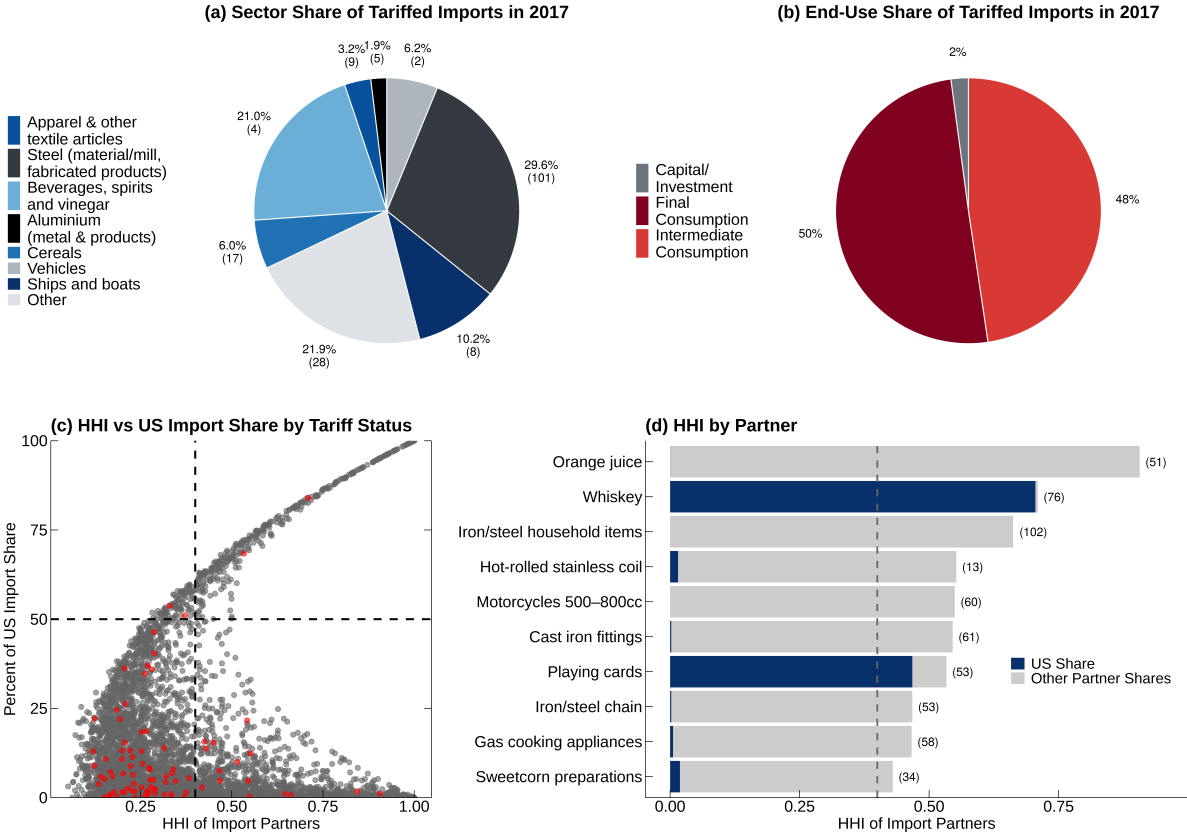 (a) Sector Share of Tariffed Imports in 2017
3.2%
(9)
1.9%
(5)
6.2%
(2)
21.0%
(4)
29.6%
(101)
6.0%
(17)
21.9%
(28)
10.2%
(8)
Apparel & other
textile articles
Steel (material/mill,
fabricated products)
Beverages, spirits
and vinegar
Aluminium
(metal & products)
Cereals
Vehicles
Ships and boats
Other
(b) End-Use Share of Tariffed Imports in 2017
2%
48%
50%
Capital/
Investment
Final
Consumption
Intermediate
Consumption
(c) HHI vs US Import Share by Tariff Status
Percent of US Import Share
100
75
50
25
0
0.25
0.50
0.75
1.00
HHI of Import Partners
(d) HHI by Partner
Orange juice
(51)
Whiskey
(76)
Iron/steel household items
(102)
Hot-rolled stainless coil
(13)
Motorcycles 500–800cc
(60)
Cast iron fittings
(61)
Playing cards
(53)
Iron/steel chain
(53)
Gas cooking appliances
(58)
Sweetcorn preparations
(34)
US Share
Other Partner Shares
0.00
0.25
0.50
0.75
HHI of Import Partners